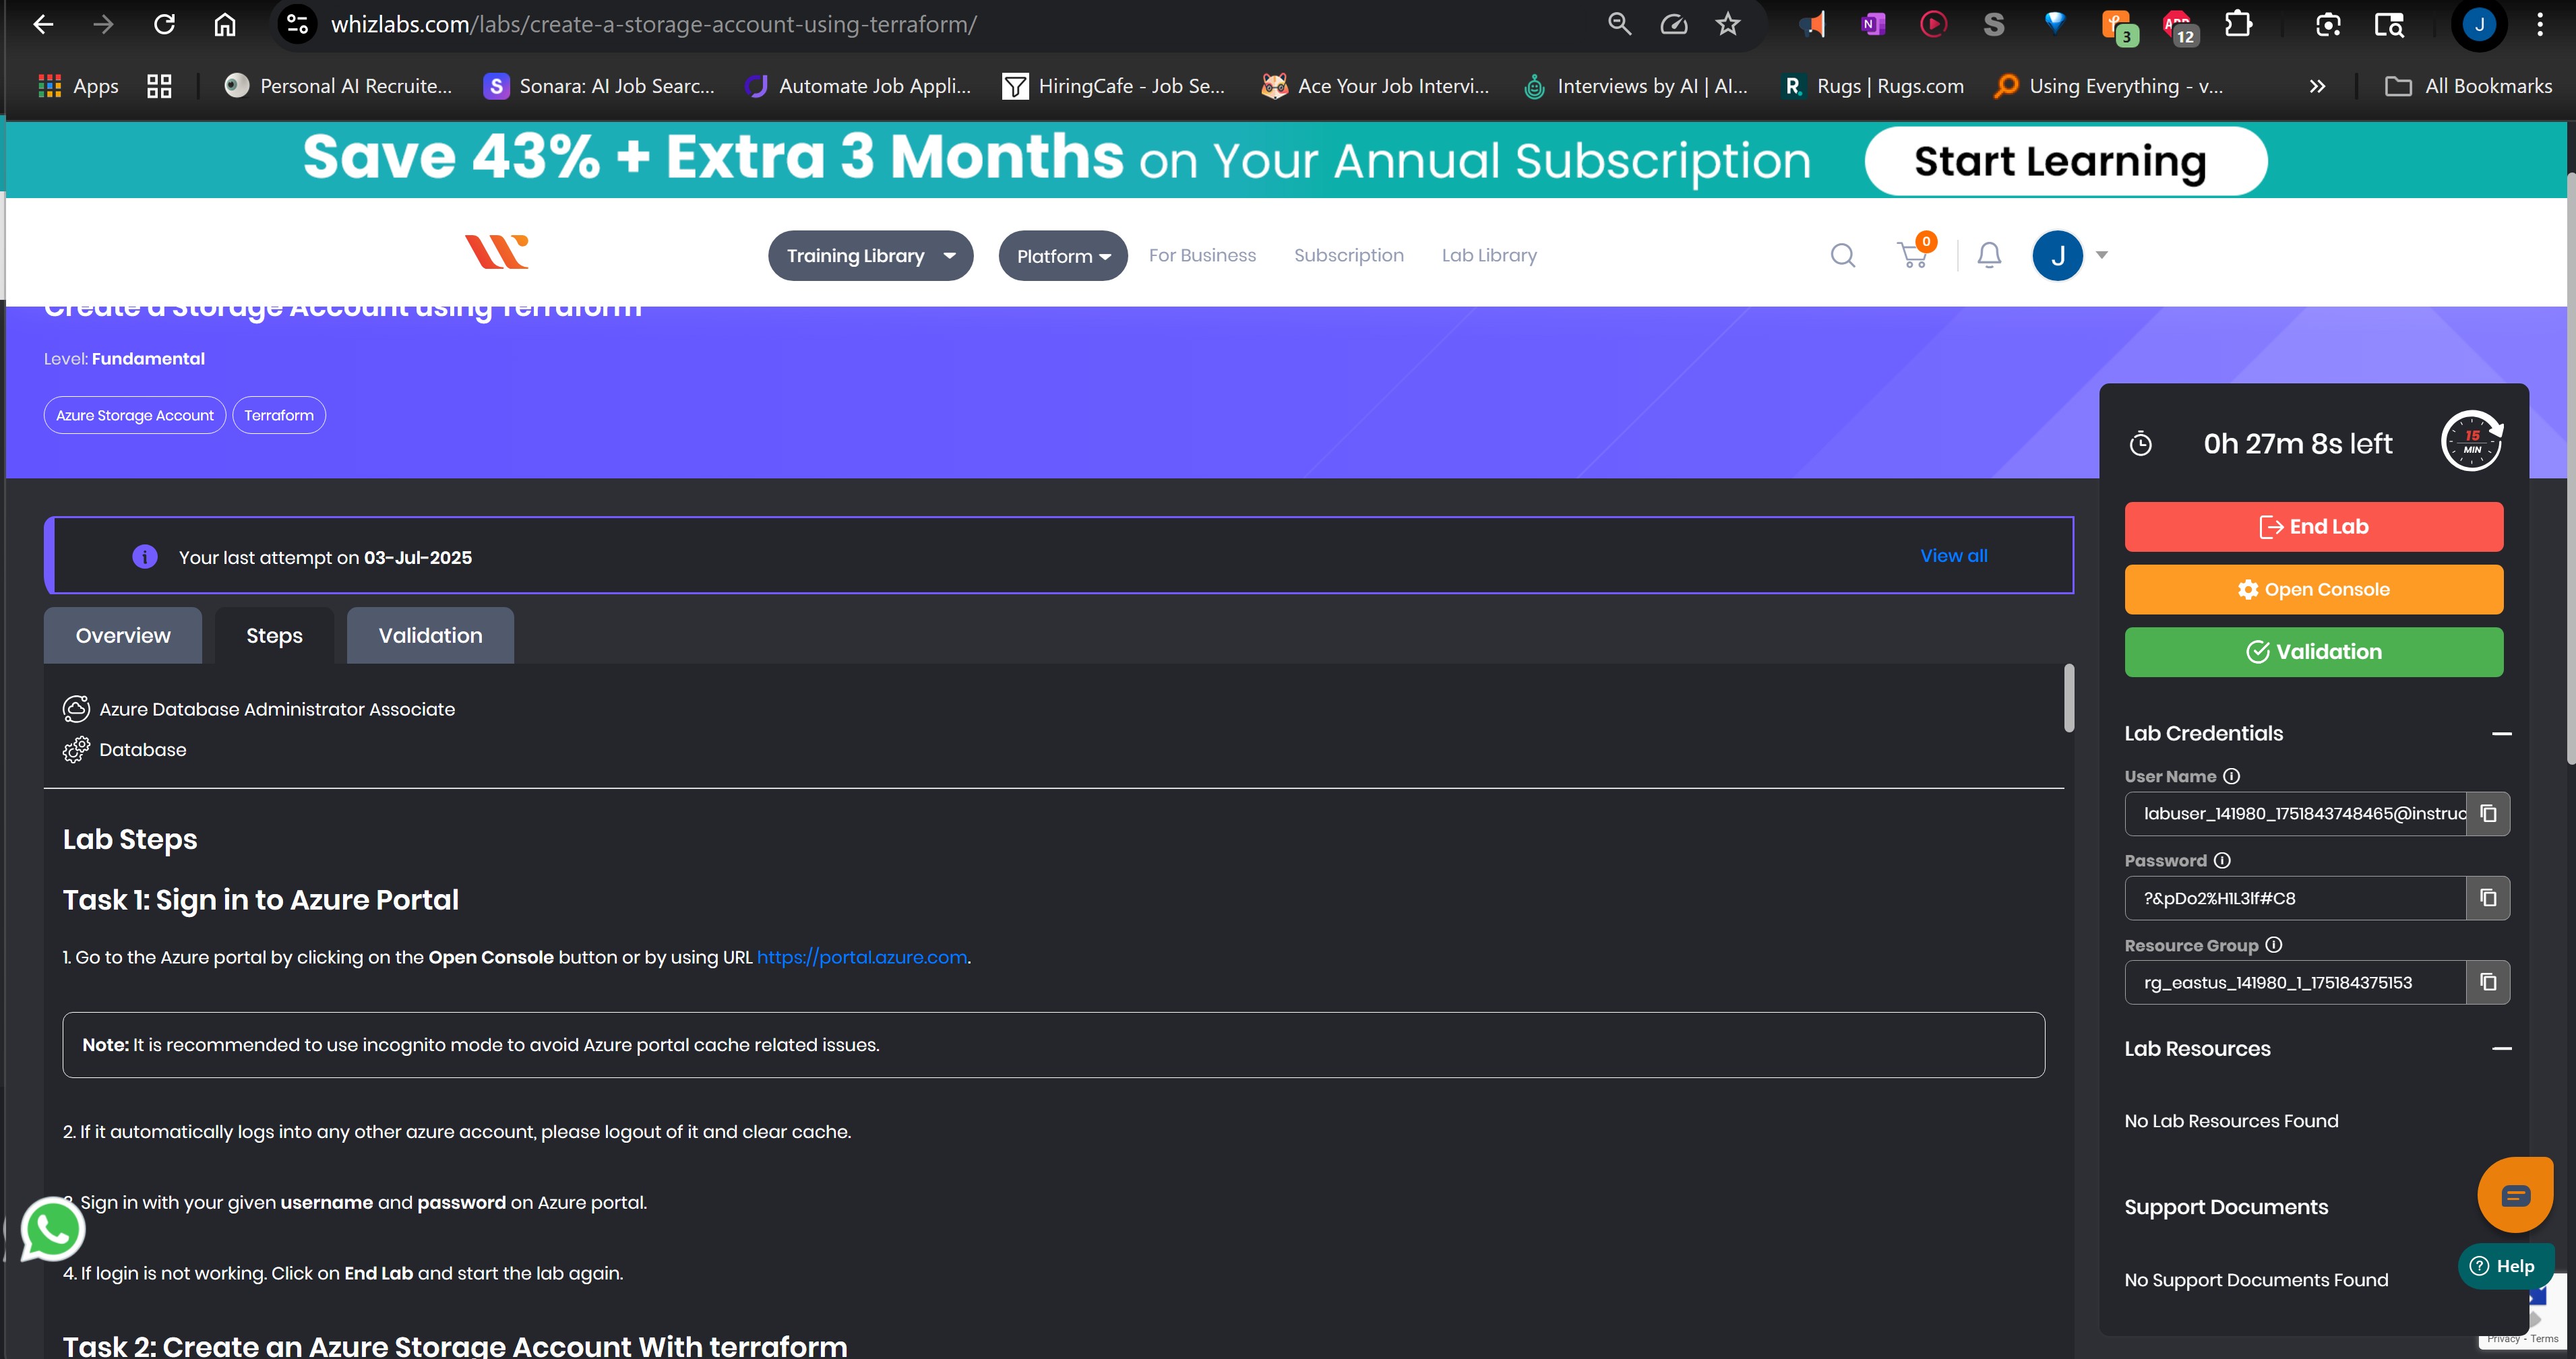 whizlabs.com/labs/create-a-storage-account-using-terraform/
3
12
J
Apps
Personal AI Recruite...
Sonara: AI Job Searc...
Automate Job Appli...
HiringCafe - Job Se...
Ace Your Job Intervi...
Interviews by AI | AI...
Rugs | Rugs.com
Using Everything - v...
All Bookmarks
Save 43% + Extra 3 Months on Your Annual Subscription
Start Learning
Training Library
Platform
For Business
Subscription
Lab Library
0
J
Create a Storage Account using Terraform
Level: Fundamental
Azure Storage Account
Terraform
0h 27m 8s left
15
MIN
End Lab
Open Console
Validation
Your last attempt on 03-Jul-2025
View all
Overview
Steps
Validation
Azure Database Administrator Associate
Database
Lab Steps
Task 1: Sign in to Azure Portal
1. Go to the Azure portal by clicking on the Open Console button or by using URL https://portal.azure.com.
Note: It is recommended to use incognito mode to avoid Azure portal cache related issues.
2. If it automatically logs into any other azure account, please logout of it and clear cache.
3. Sign in with your given username and password on Azure portal.
4. If login is not working. Click on End Lab and start the lab again.
Task 2: Create an Azure Storage Account With terraform
Lab Credentials
User Name
labuser_141980_1751843748465@instruc
Password
?&pDo2%H1L3lf#C8
Resource Group
rg_eastus_141980_1_175184375153
Lab Resources
No Lab Resources Found
Support Documents
No Support Documents Found
Help
Privacy - Terms